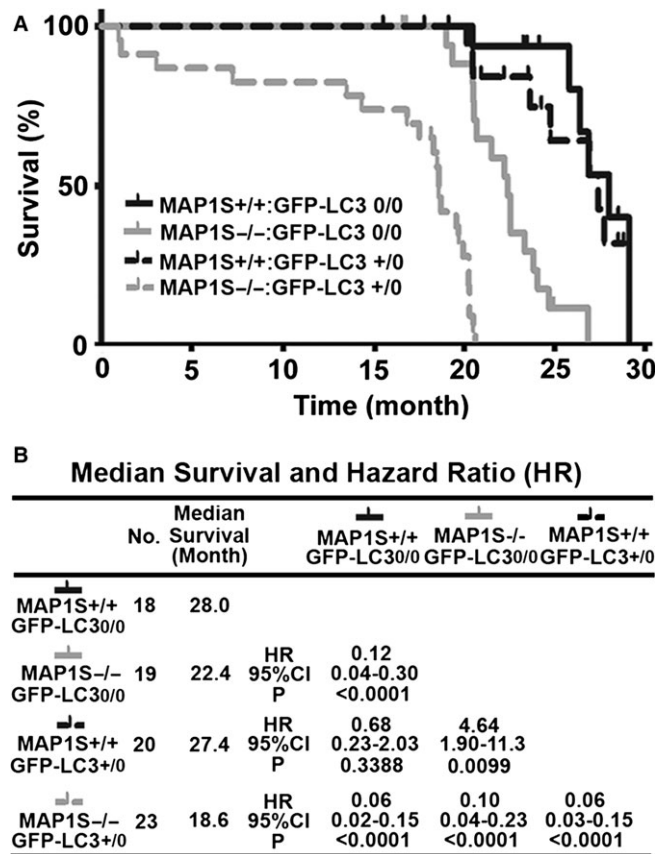 A
100
50
0
Survival (%)
MAP1S+/+:GFP-LC3 0/0
MAP1S–/–:GFP-LC3 0/0
MAP1S+/+:GFP-LC3 +/0
MAP1S–/–:GFP-LC3 +/0
0 5 10 15 20 25 30
Time (month)
B
Median Survival and Hazard Ratio (HR)
No. Median Survival (Month) MAP1S+/+ GFP-LC30/0 MAP1S-/- GFP-LC30/0 MAP1S+/+ GFP-LC3+/0
MAP1S+/+ 18 28.0
GFP-LC30/0
HR 0.12
MAP1S–/– 19 22.4 95%CI 0.04-0.30
GFP-LC30/0 P <0.0001
HR 0.68 4.64
MAP1S+/+ 20 27.4 95%CI 0.23-2.03 1.90-11.3
GFP-LC3+/0 P 0.3388 0.0099
HR 0.06 0.10 0.06
MAP1S–/– 23 18.6 95%CI 0.02-0.15 0.04-0.23 0.03-0.15
GFP-LC3+/0 P <0.0001 <0.0001 <0.0001